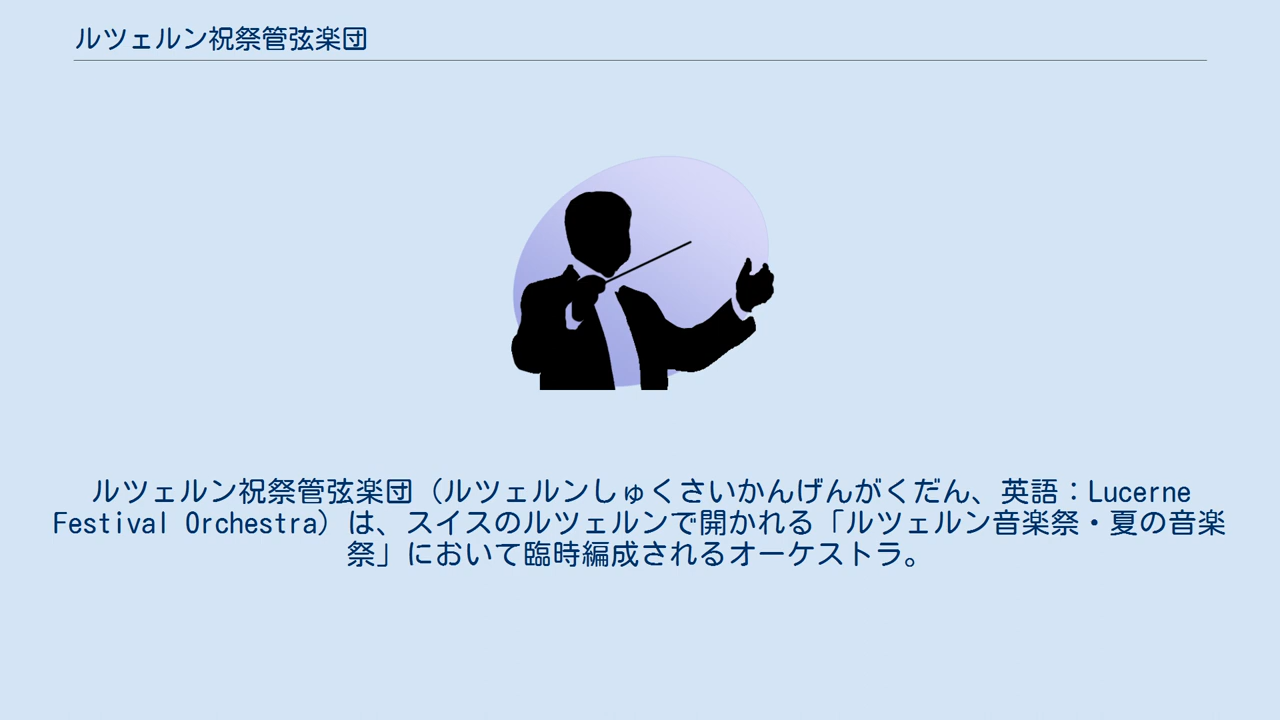 ルツェルン祝祭管弦楽団
ルツェルン祝祭管弦楽団（ルツェルンしゅくさいかんげんがくだん、英語：Lucerne
Festival Orchestra）は、スイスのルツェルンで開かれる「ルツェルン音楽祭・夏の音楽
祭」において臨時編成されるオーケストラ。